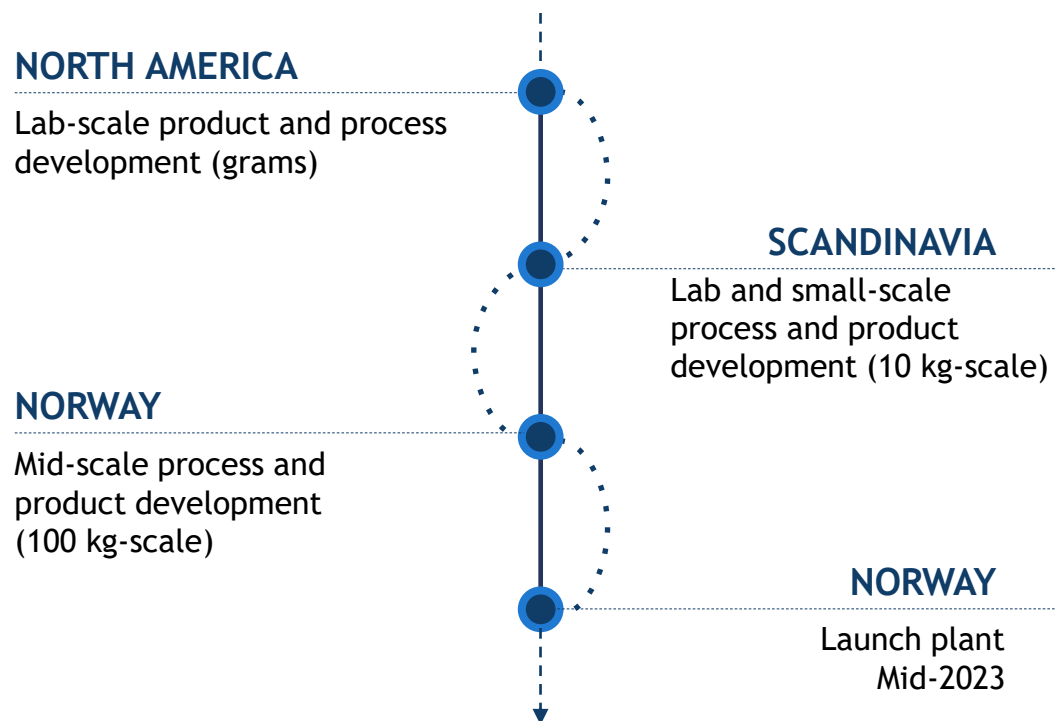 NORTH AMERICA
Lab-scale product and process
development (grams)
SCANDINAVIA
Lab and small-scale
process and product
development (10 kg-scale)
NORWAY
Mid-scale process and
product development
(100 kg-scale)
NORWAY
Launch plant
Mid-2023